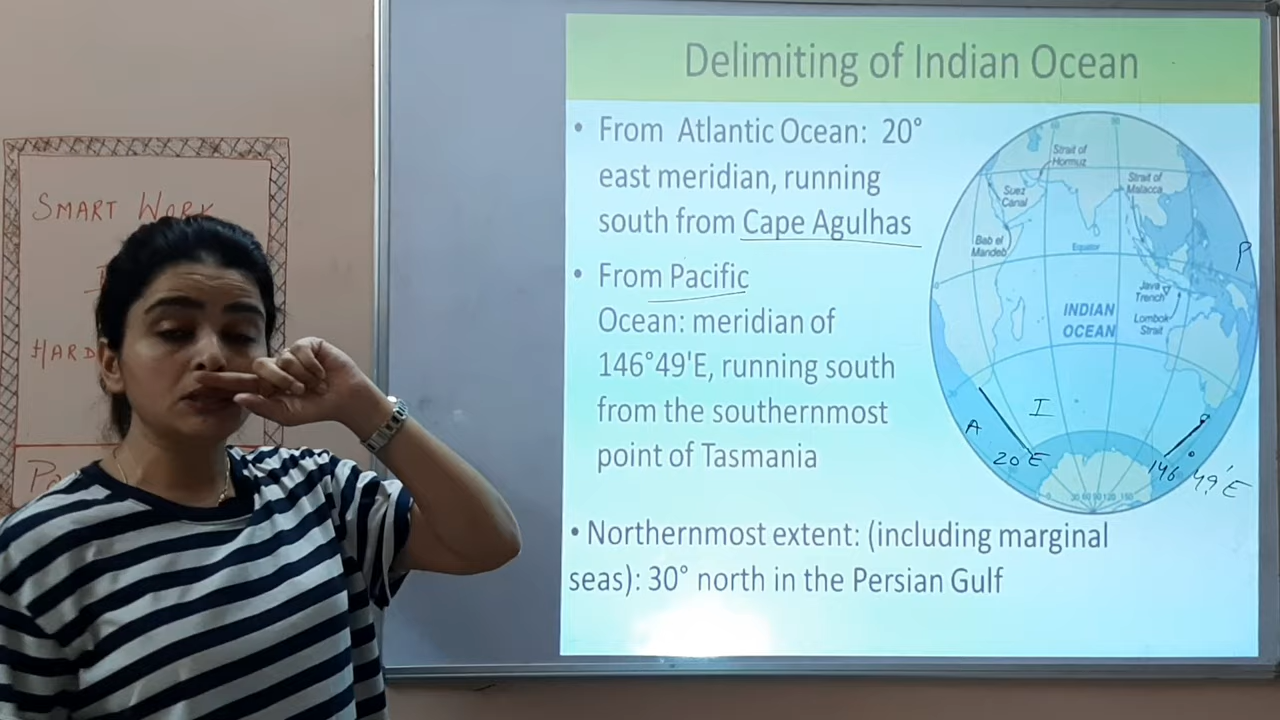 SMART WORK
HARD
Delimiting of Indian Ocean
• From Atlantic Ocean: 20°
east meridian, running
south from Cape Agulhas
• From Pacific
Ocean: meridian of
146°49'E, running south
from the southernmost
point of Tasmania
• Northernmost extent: (including marginal
seas): 30° north in the Persian Gulf
Strait of
Hormuz
Suez
Canal
Strait of
Malacca
Bab el
Mandeb
Equator
P
Java
Trench
INDIAN
OCEAN
Lombok
Strait
I
A
20°E
146°49'E